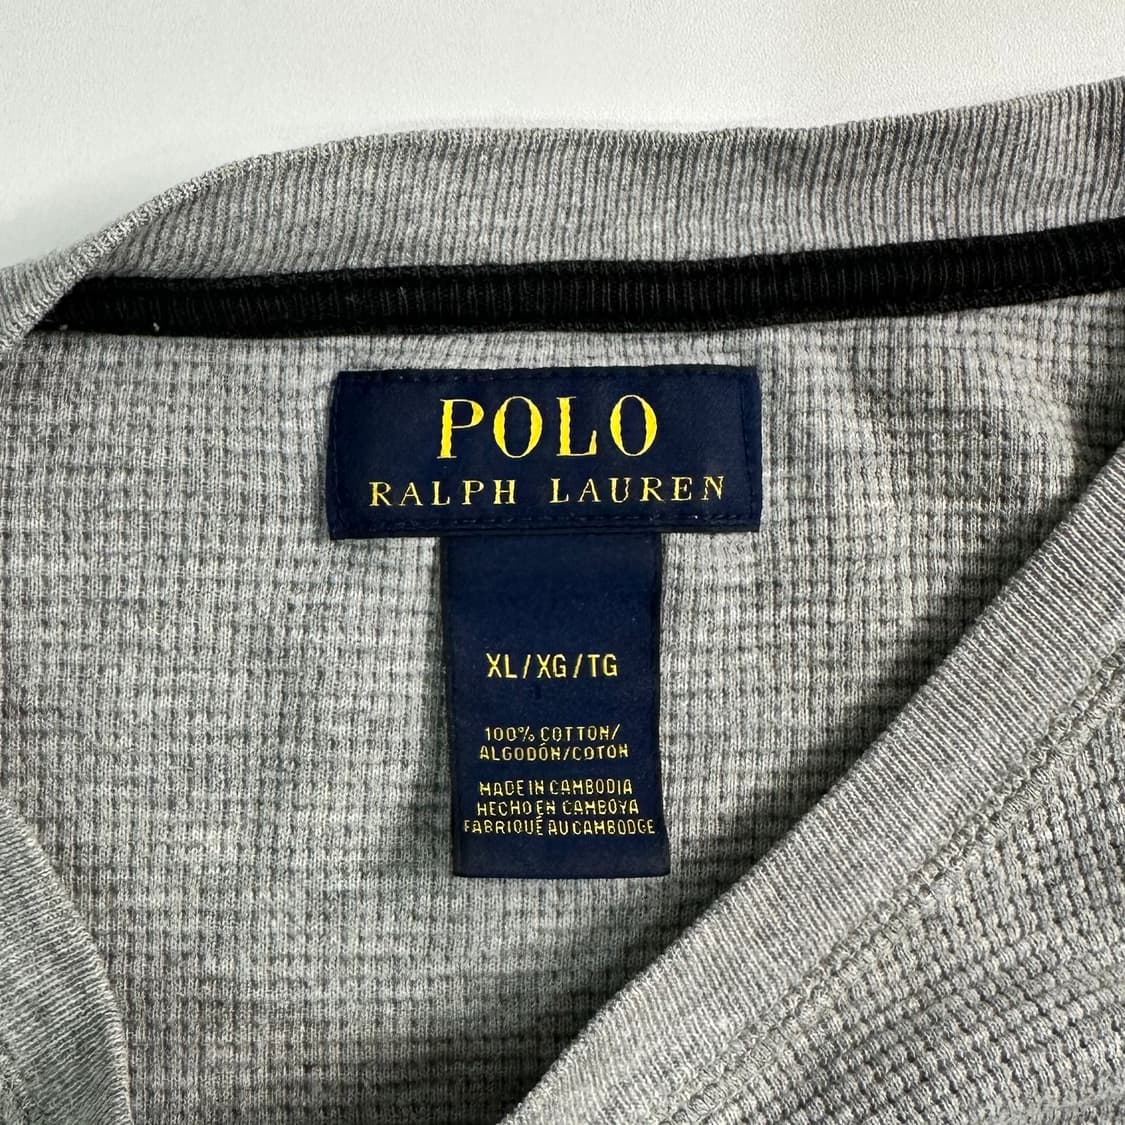 POLO
RALPH LAUREN
XL/XG/TG
100% COTTON/
ALGODÓN/COTON
MADE IN CAMBODIA
HECHO EN CAMBOYA
FABRIQUÉ AU CAMBODGE